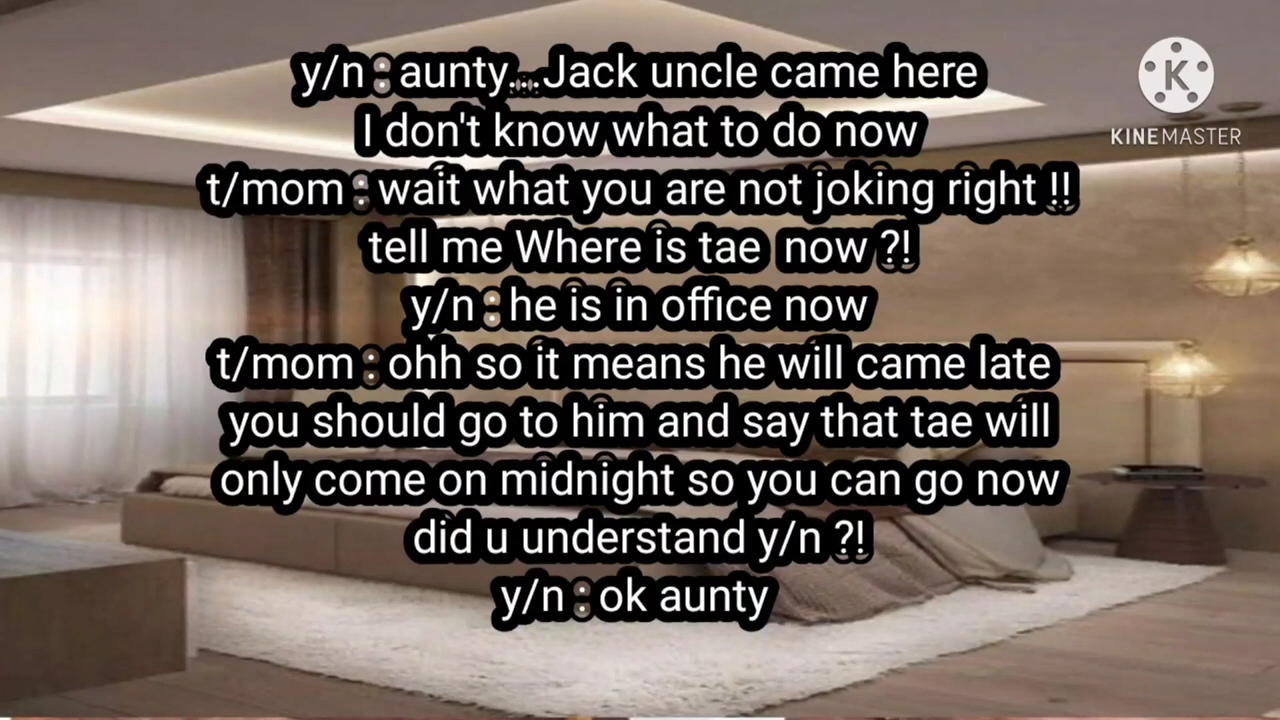 y/n : aunty... Jack uncle came here
I don't know what to do now
t/mom : wait what you are not joking right !!
tell me Where is tae now ?!
y/n : he is in office now
t/mom : ohh so it means he will came late
you should go to him and say that tae will
only come on midnight so you can go now
did u understand y/n ?!
y/n : ok aunty
K
KINEMASTER